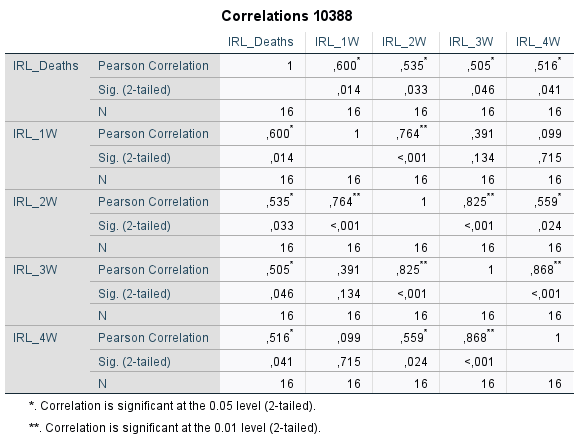 Correlations 10388
IRL_Deaths IRL_1W IRL_2W IRL_3W IRL_4W
IRL_Deaths Pearson Correlation 1 ,600* ,535* ,505* ,516*
Sig. (2-tailed) ,014 ,033 ,046 ,041
N 16 16 16 16 16
IRL_1W Pearson Correlation ,600* 1 ,764** ,391 ,099
Sig. (2-tailed) ,014 <,001 ,134 ,715
N 16 16 16 16 16
IRL_2W Pearson Correlation ,535* ,764** 1 ,825** ,559*
Sig. (2-tailed) ,033 <,001 <,001 ,024
N 16 16 16 16 16
IRL_3W Pearson Correlation ,505* ,391 ,825** 1 ,868**
Sig. (2-tailed) ,046 ,134 <,001 <,001
N 16 16 16 16 16
IRL_4W Pearson Correlation ,516* ,099 ,559* ,868** 1
Sig. (2-tailed) ,041 ,715 ,024 <,001
N 16 16 16 16 16
*. Correlation is significant at the 0.05 level (2-tailed).
**. Correlation is significant at the 0.01 level (2-tailed).